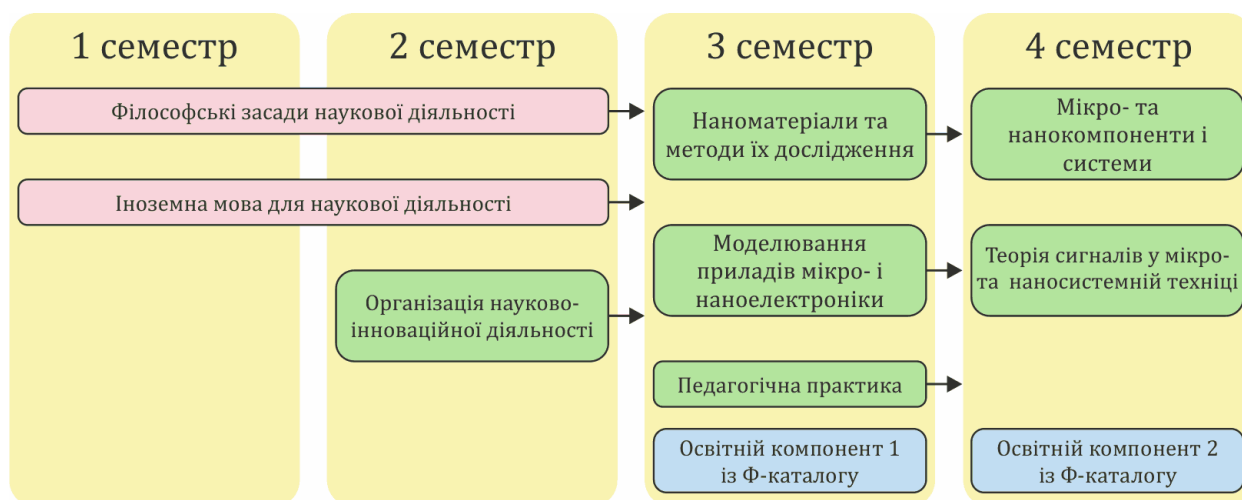 1 семестр
2 семестр
3 семестр
4 семестр
Філософські засади наукової діяльності
Наноматеріали та
методи їх дослідження
Мікро- та
нанокомпоненти і
системи
Іноземна мова для наукової діяльності
Моделювання
приладів мікро- і
наноелектроніки
Теорія сигналів у мікро-
та наносистемній техніці
Організація науково-
інноваційної діяльності
Педагогічна практика
Освітній компонент 1
із Ф-каталогу
Освітній компонент 2
із Ф-каталогу